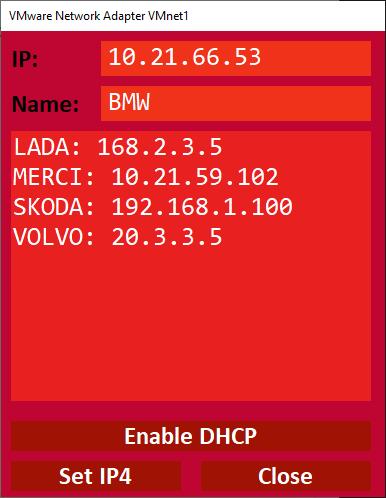 VMware Network Adapter VMnet1
IP: 10.21.66.53
Name: BMW
LADA: 168.2.3.5
MERCI: 10.21.59.102
SKODA: 192.168.1.100
VOLVO: 20.3.3.5
Enable DHCP
Set IP4 Close